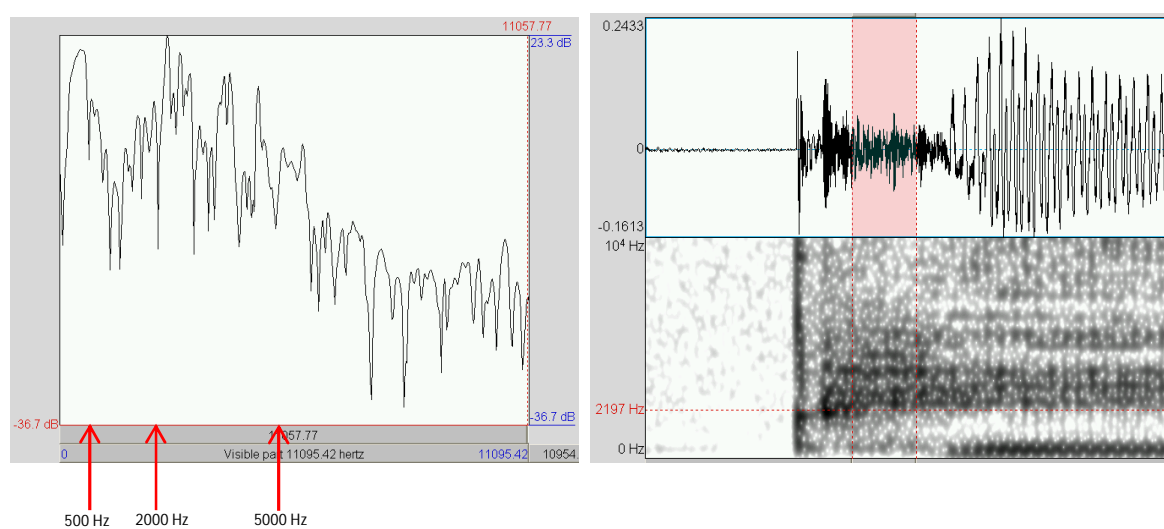 11057.77
23.3 dB
-36.7 dB
-36.7 dB
11057.77
0
Visible part 11095.42 hertz
11095.42
10954.
500 Hz
2000 Hz
5000 Hz
0.2433
0
-0.1613
10⁴ Hz
2197 Hz
0 Hz